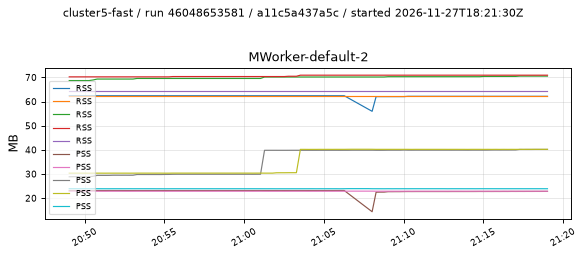 cluster5-fast / run 46048653581 / a11c5a437a5c / started 2026-11-27T18:21:30Z
MWorker-default-2
MB
70
60
50
40
30
20
RSS
RSS
RSS
RSS
RSS
PSS
PSS
PSS
PSS
PSS
20:50
20:55
21:00
21:05
21:10
21:15
21:20